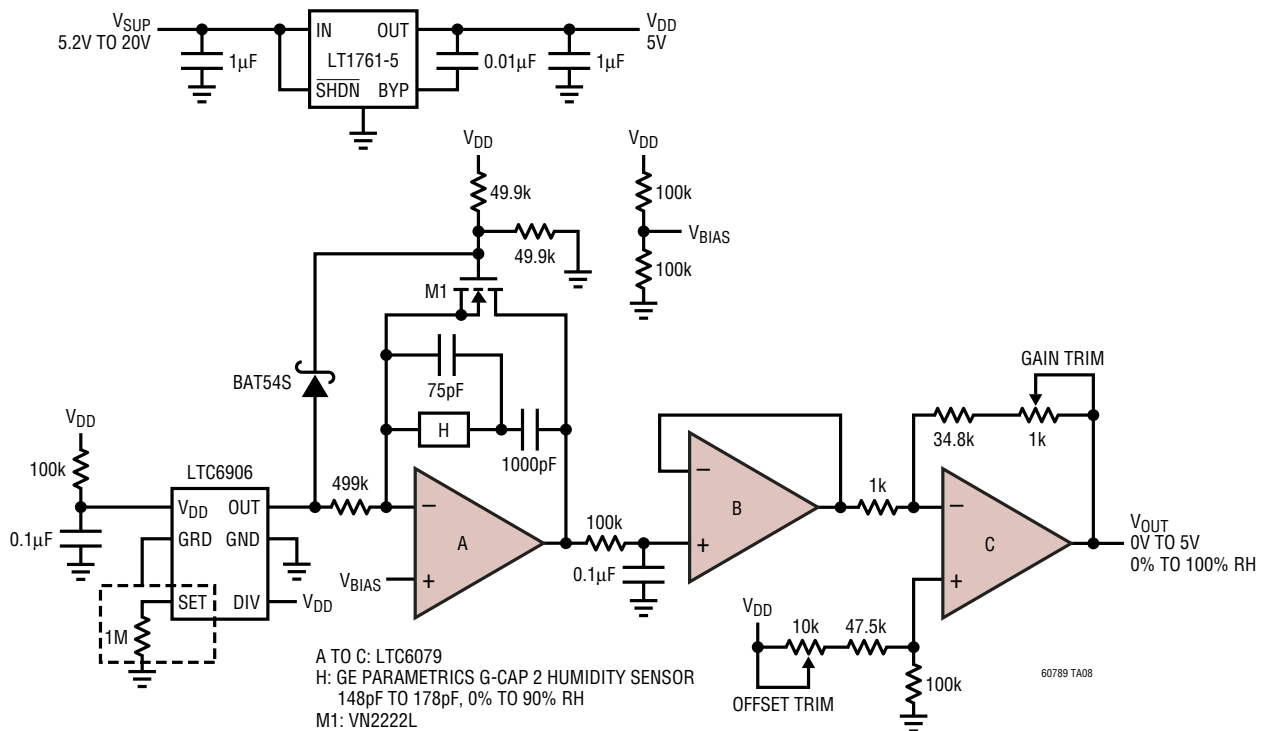 VSUP
5.2V TO 20V
1µF
IN
OUT
LT1761-5
SHDN
BYP
0.01µF
1µF
VDD
5V
VDD
49.9k
49.9k
VDD
100k
VBIAS
100k
M1
BAT54S
75pF
H
1000pF
VDD
100k
0.1µF
LTC6906
VDD
OUT
GRD
GND
SET
DIV
VDD
1M
499k
VBIAS
–
+
A
100k
0.1µF
–
+
B
1k
GAIN TRIM
34.8k
1k
–
+
C
VOUT
0V TO 5V
0% TO 100% RH
VDD
10k
47.5k
OFFSET TRIM
100k
A TO C: LTC6079
H: GE PARAMETRICS G-CAP 2 HUMIDITY SENSOR
148pF TO 178pF, 0% TO 90% RH
M1: VN2222L
60789 TA08